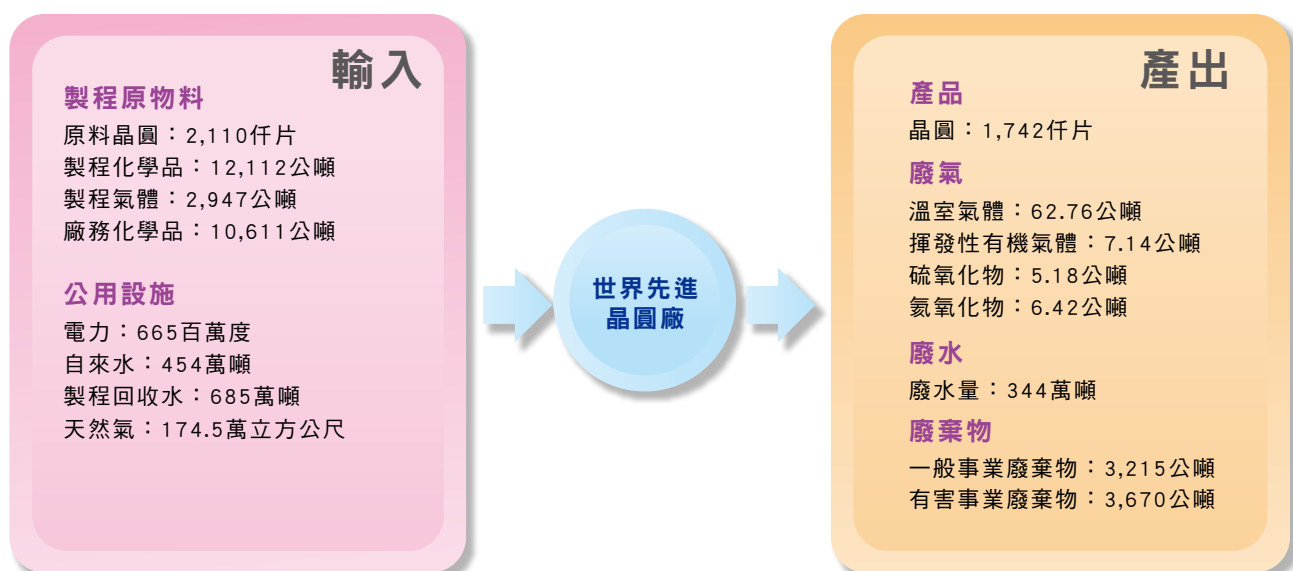 輸入
製程原物料
原料晶圓：2,110仟片
製程化學品：12,112公噸
製程氣體：2,947公噸
廠務化學品：10,611公噸
公用設施
電力：665百萬度
自來水：454萬噸
製程回收水：685萬噸
天然氣：174.5萬立方公尺
世界先進
晶圓廠
產出
產品
晶圓：1,742仟片
廢氣
溫室氣體：62.76公噸
揮發性有機氣體：7.14公噸
硫氧化物：5.18公噸
氦氧化物：6.42公噸
廢水
廢水量：344萬噸
廢棄物
一般事業廢棄物：3,215公噸
有害事業廢棄物：3,670公噸